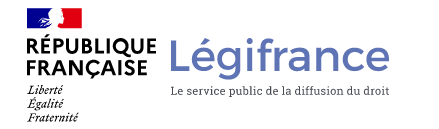 RÉPUBLIQUE
FRANÇAISE
Liberté
Égalité
Fraternité
Légifrance
Le service public de la diffusion du droit